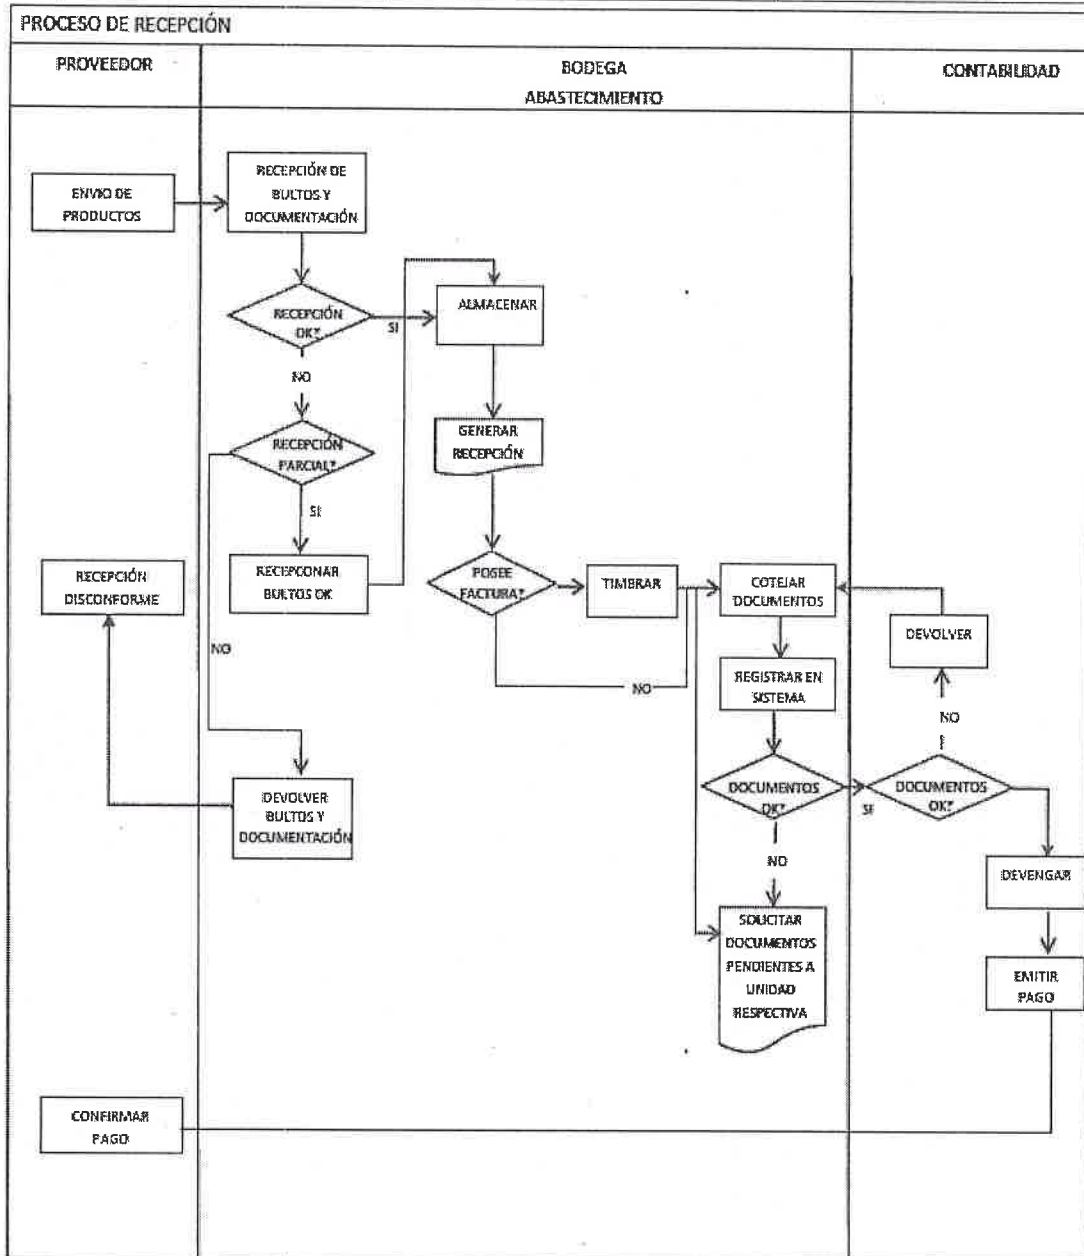 PROCESO DE RECEPCIÓN
PROVEEDOR
BODEGA
ABASTECIMIENTO
CONTABILIDAD
ENVIO DE
PRODUCTOS
RECEPCIÓN DE
BULTOS Y
DOCUMENTACIÓN
RECEPCIÓN
OK?
SI
ALMACENAR
NO
RECEPCIÓN
PARCIAL?
GENERAR
RECEPCIÓN
SI
RECEPCIÓN
DISCONFORME
RECEPCONAR
BULTOS OK
POSEE
FACTURA?
TIMBRAR
COTEJAR
DOCUMENTOS
DEVOLVER
NO
NO
REGISTRAR EN
SISTEMA
NO
DEVOLVER
BULTOS Y
DOCUMENTACIÓN
DOCUMENTOS
OK?
SI
DOCUMENTOS
OK?
NO
DEVENGAR
SOLICITAR
DOCUMENTOS
PENDIENTES A
UNIDAD
RESPECTIVA
EMITIR
PAGO
CONFIRMAR
PAGO